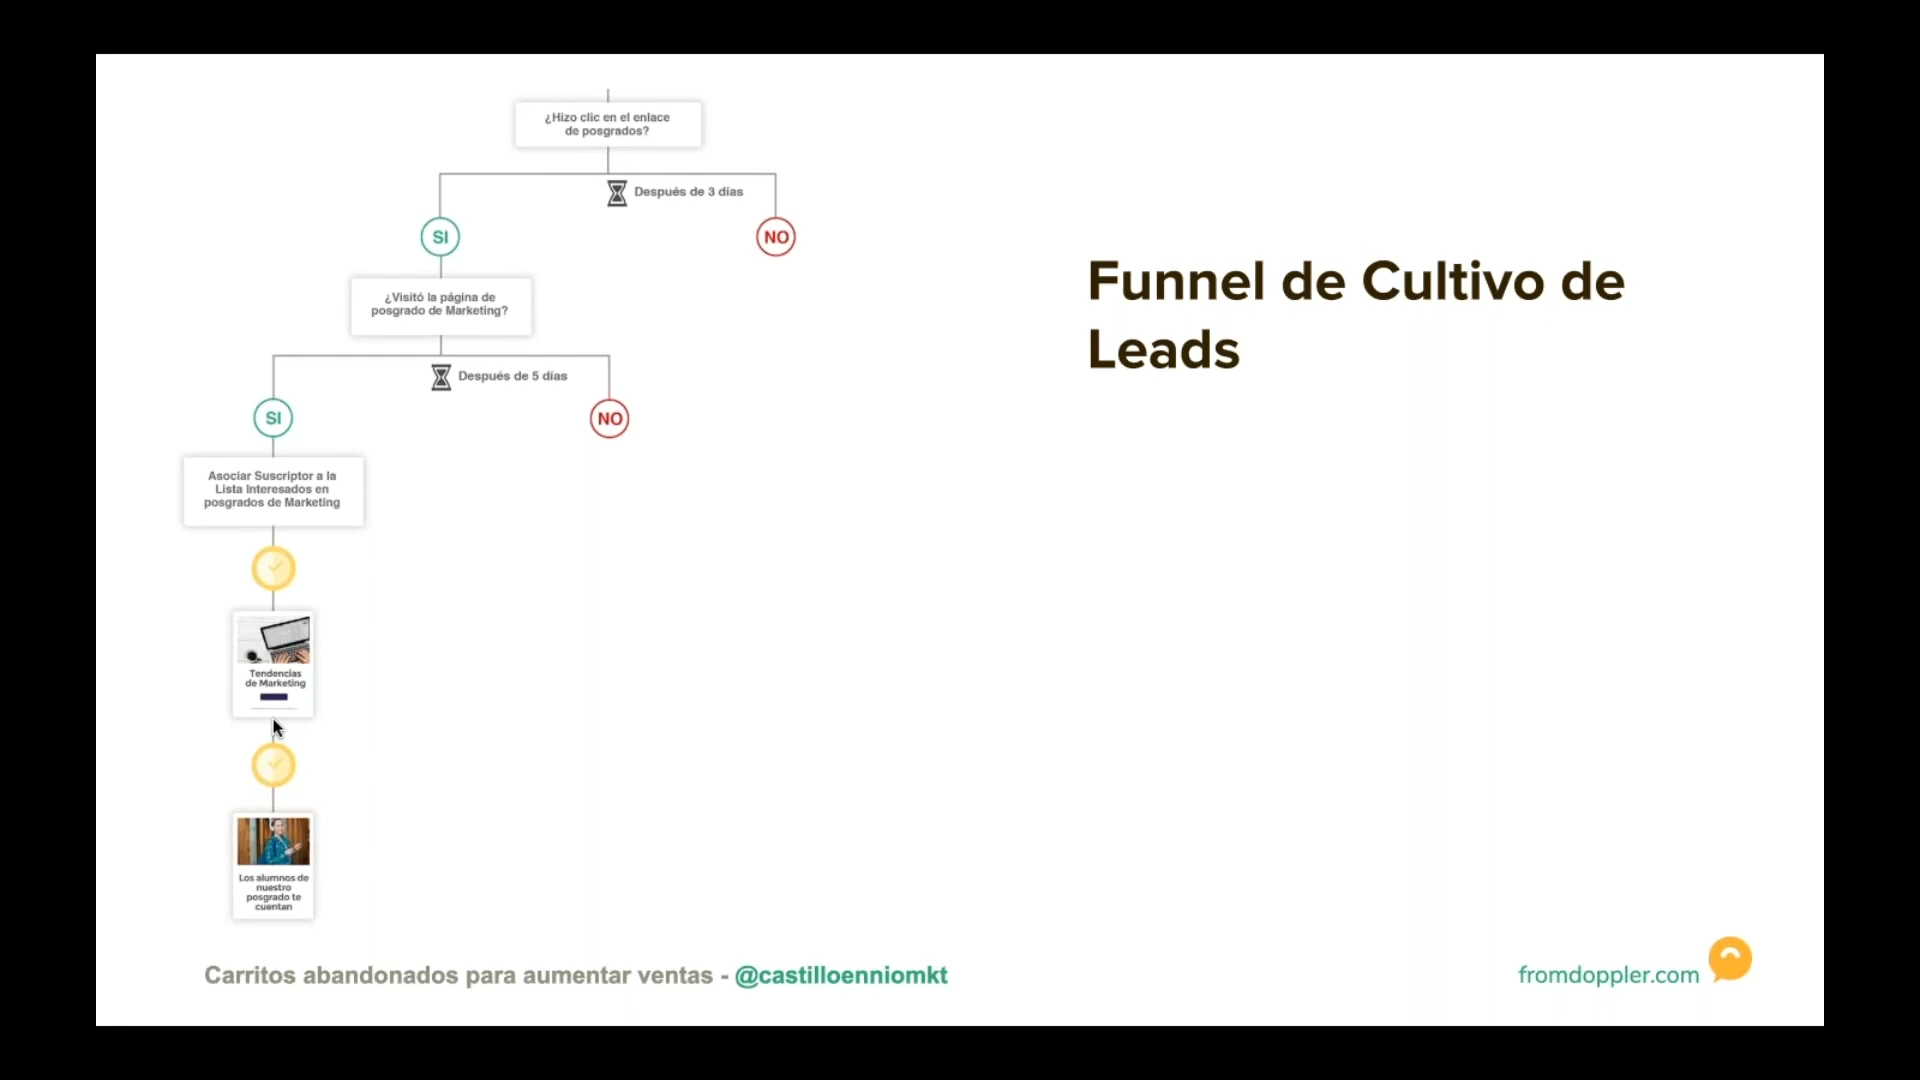 ¿Hizo clic en el enlace
de posgrados?
Después de 3 días
SI
NO
¿Visitó la página de
posgrado de Marketing?
Funnel de Cultivo de
Leads
Después de 5 días
SI
NO
Asociar Suscriptor a la
Lista Interesados en
posgrados de Marketing
Tendencias
de Marketing
Los alumnos de
nuestro
posgrado te
cuentan
Carritos abandonados para aumentar ventas - @castilloenniomkt
fromdoppler.com